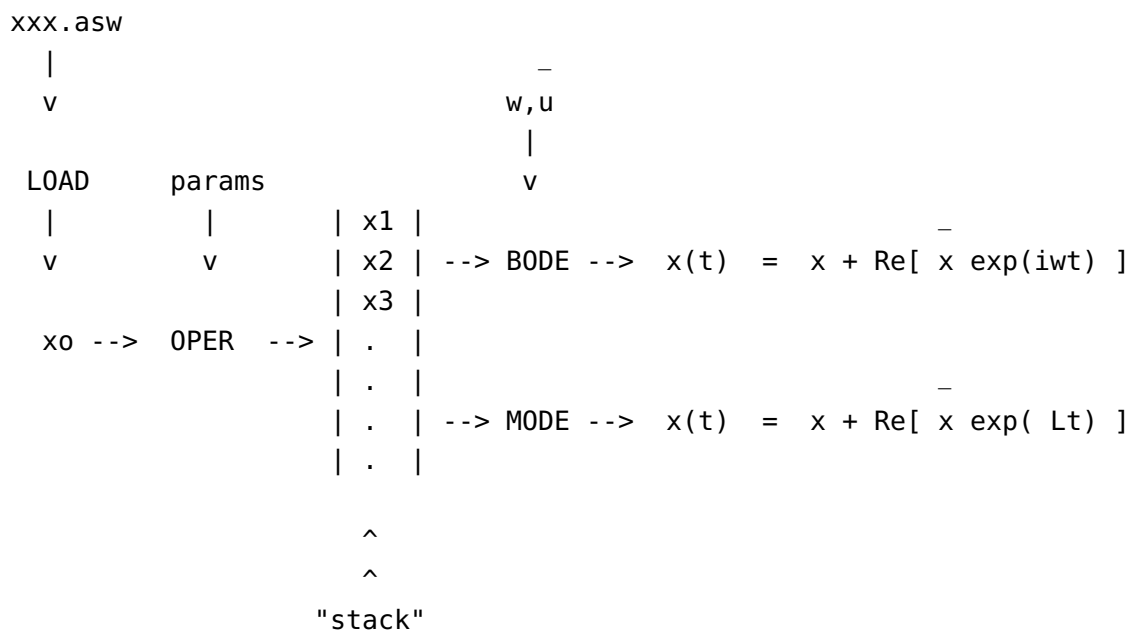 xxx.asw
  |                              _
  v                            w,u
                                |
 LOAD     params                v
  |         |       | x1 |                               _
  v         v       | x2 | --> BODE -->  x(t)  =  x + Re[ x exp(iwt) ]
                    | x3 |
  xo -->  OPER  --> | .  |
                    | .  |                               _
                    | .  | --> MODE -->  x(t)  =  x + Re[ x exp( Lt) ]
                    | .  |
                      ^
                      ^
                   "stack"